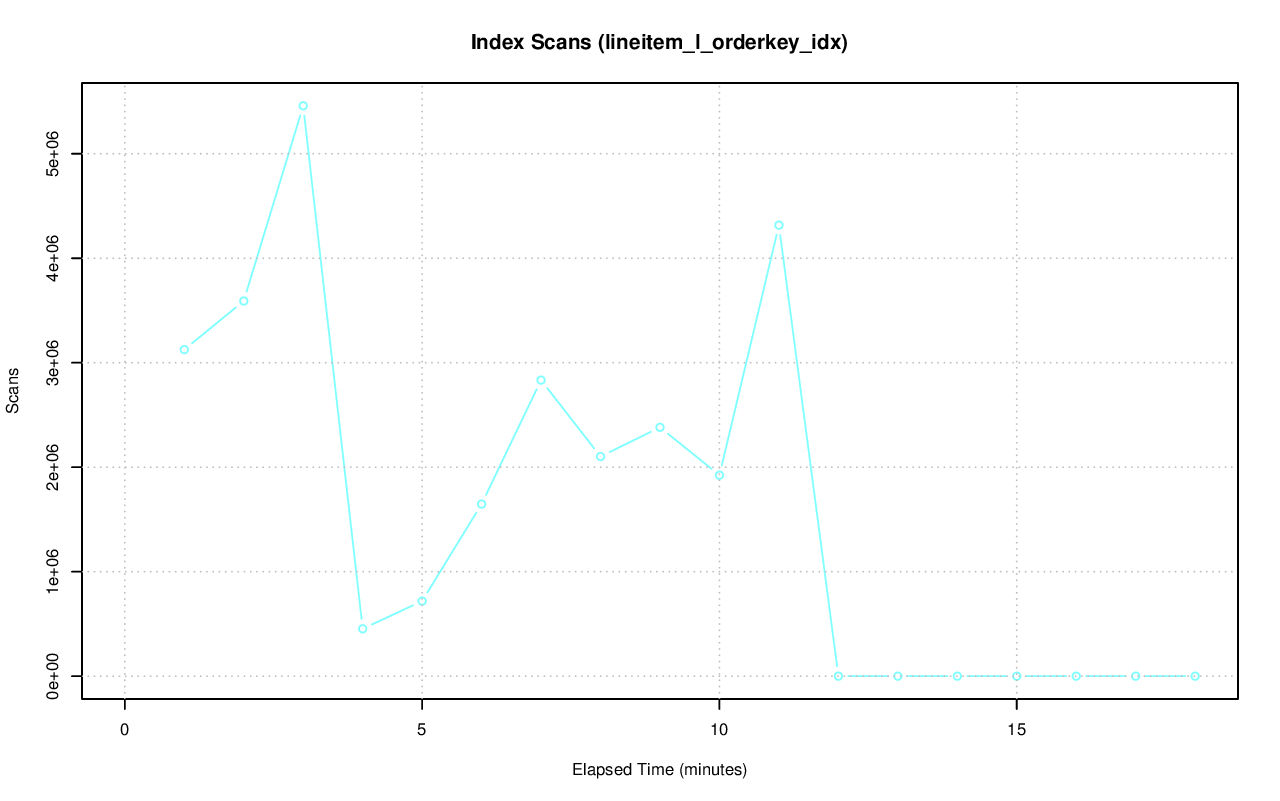 Index Scans (lineitem_l_orderkey_idx)
Scans
5e+06
4e+06
3e+06
2e+06
1e+06
0e+00
0 5 10 15
Elapsed Time (minutes)